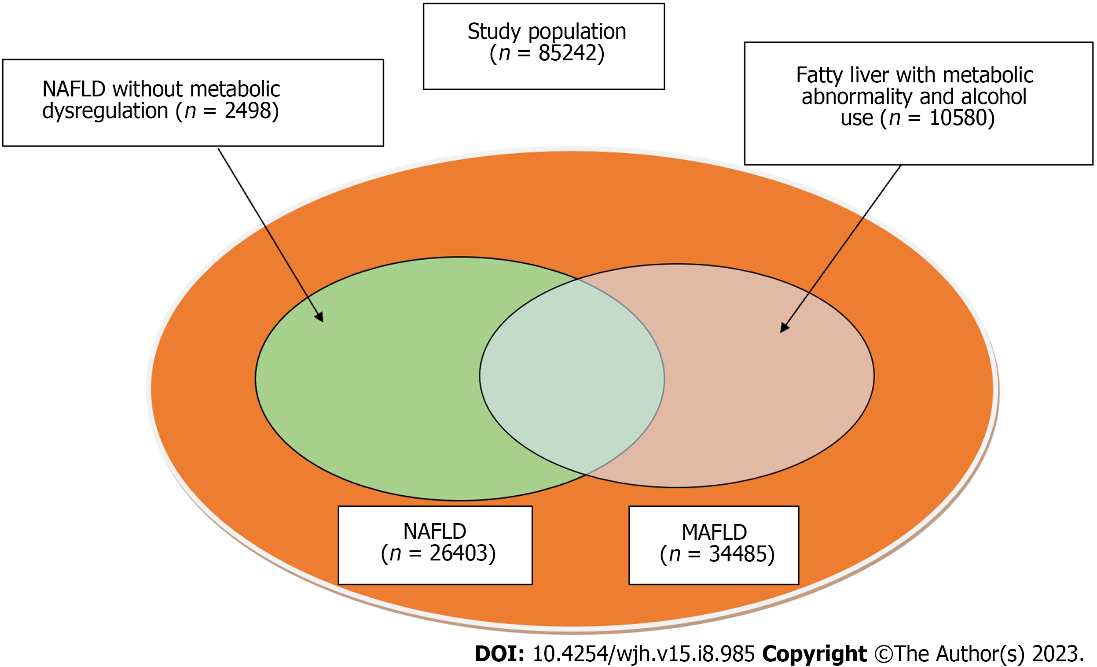 Study population
(n = 85242)
NAFLD without metabolic
dysregulation (n = 2498)
Fatty liver with metabolic
abnormality and alcohol
use (n = 10580)
NAFLD
(n = 26403)
MAFLD
(n = 34485)
DOI: 10.4254/wjh.v15.i8.985 Copyright ©The Author(s) 2023.